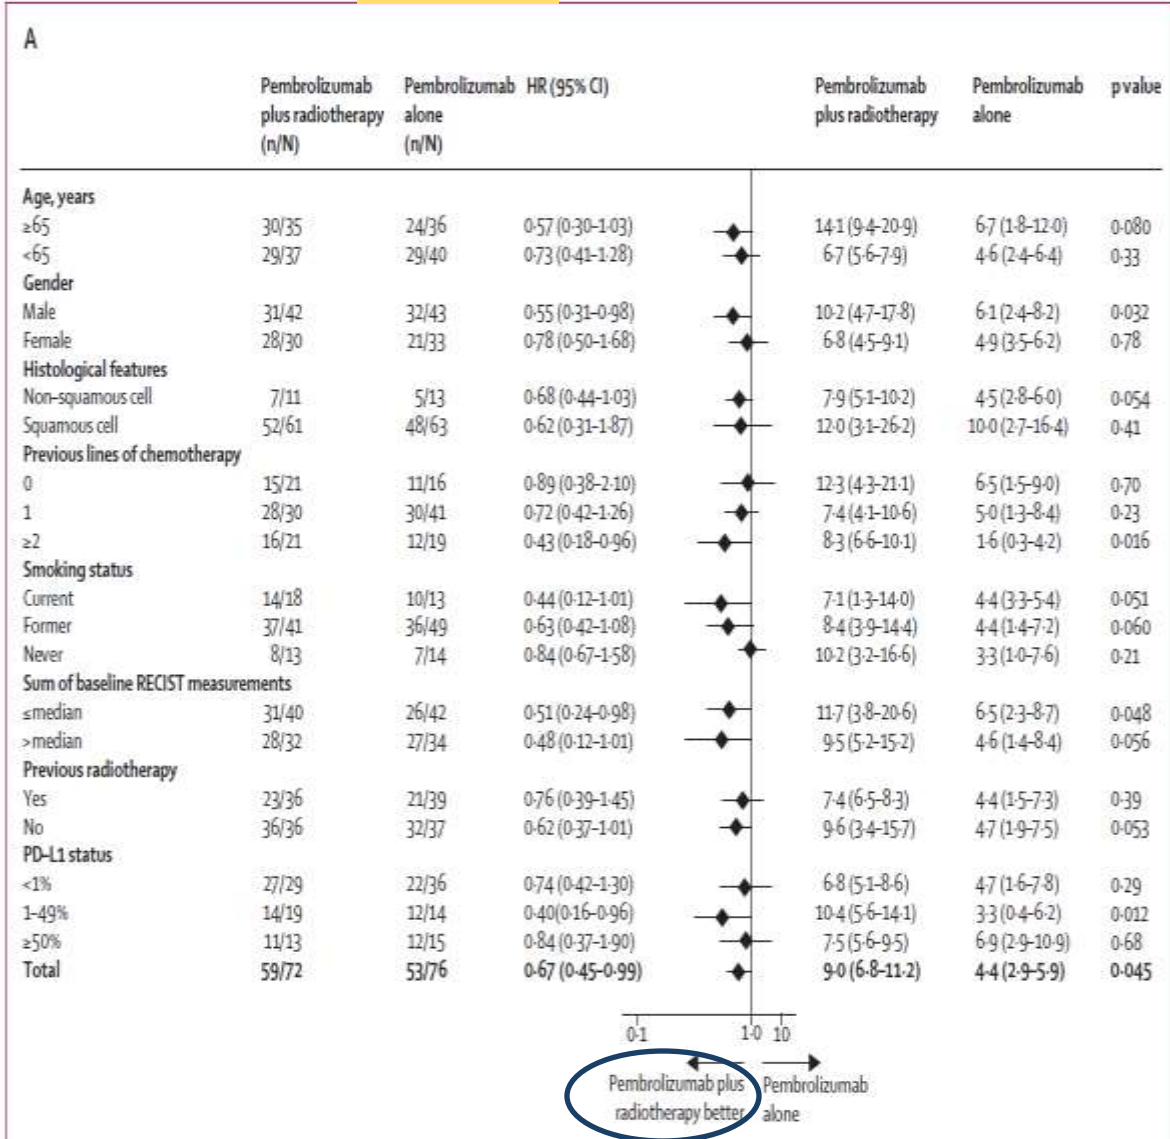 A
Pembrolizumab plus radiotherapy (n/N) Pembrolizumab alone (n/N) HR (95% CI) Pembrolizumab plus radiotherapy Pembrolizumab alone p value
Age, years
≥65 30/35 24/36 0·57 (0·30–1·03) 14·1 (9·4–20·9) 6·7 (1·8–12·0) 0·080
<65 29/37 29/40 0·73 (0·41–1·28) 6·7 (5·6–7·9) 4·6 (2·4–6·4) 0·33
Gender
Male 31/42 32/43 0·55 (0·31–0·98) 10·2 (4·7–17·8) 6·1 (2·4–8·2) 0·032
Female 28/30 21/33 0·78 (0·50–1·68) 6·8 (4·5–9·1) 4·9 (3·5–6·2) 0·78
Histological features
Non–squamous cell 7/11 5/13 0·68 (0·44–1·03) 7·9 (5·1–10·2) 4·5 (2·8–6·0) 0·054
Squamous cell 52/61 48/63 0·62 (0·31–1·87) 12·0 (3·1–26·2) 10·0 (2·7–16·4) 0·41
Previous lines of chemotherapy
0 15/21 11/16 0·89 (0·38–2·10) 12·3 (4·3–21·1) 6·5 (1·5–9·0) 0·70
1 28/30 30/41 0·72 (0·42–1·26) 7·4 (4·1–10·6) 5·0 (1·3–8·4) 0·23
≥2 16/21 12/19 0·43 (0·18–0·96) 8·3 (6·6–10·1) 1·6 (0·3–4·2) 0·016
Smoking status
Current 14/18 10/13 0·44 (0·12–1·01) 7·1 (1·3–14·0) 4·4 (3·3–5·4) 0·051
Former 37/41 36/49 0·63 (0·42–1·08) 8·4 (3·9–14·4) 4·4 (1·4–7·2) 0·060
Never 8/13 7/14 0·84 (0·67–1·58) 10·2 (3·2–16·6) 3·3 (1·0–7·6) 0·21
Sum of baseline RECIST measurements
≤median 31/40 26/42 0·51 (0·24–0·98) 11·7 (3·8–20·6) 6·5 (2·3–8·7) 0·048
>median 28/32 27/34 0·48 (0·12–1·01) 9·5 (5·2–15·2) 4·6 (1·4–8·4) 0·056
Previous radiotherapy
Yes 23/36 21/39 0·76 (0·39–1·45) 7·4 (6·5–8·3) 4·4 (1·5–7·3) 0·39
No 36/36 32/37 0·62 (0·37–1·01) 9·6 (3·4–15·7) 4·7 (1·9–7·5) 0·053
PD–L1 status
<1% 27/29 22/36 0·74 (0·42–1·30) 6·8 (5·1–8·6) 4·7 (1·6–7·8) 0·29
1–49% 14/19 12/14 0·40(0·16–0·96) 10·4 (5·6–14·1) 3·3 (0·4–6·2) 0·012
≥50% 11/13 12/15 0·84 (0·37–1·90) 7·5 (5·6–9·5) 6·9 (2·9–10·9) 0·68
Total 59/72 53/76 0·67 (0·45–0·99) 9·0 (6·8–11·2) 4·4 (2·9–5·9) 0·045
0·1 1·0 10
Pembrolizumab plus Pembrolizumab
radiotherapy better alone